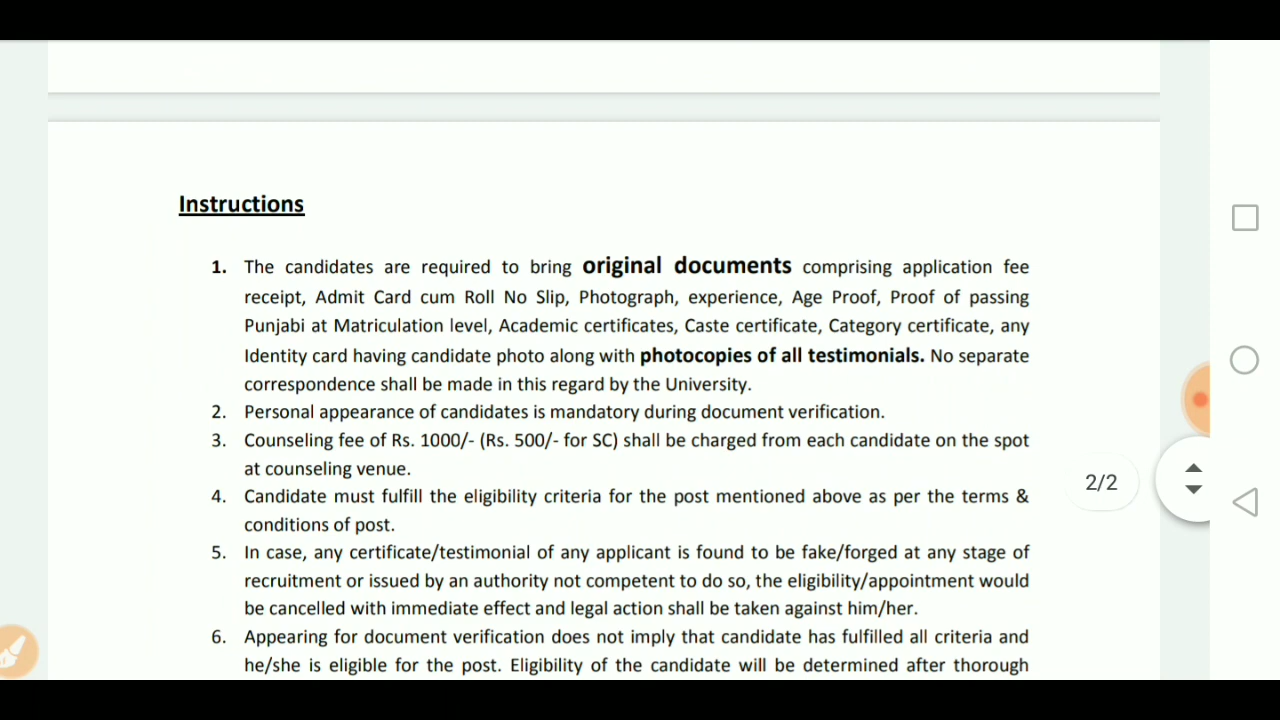 Instructions
1. The candidates are required to bring original documents comprising application fee
receipt, Admit Card cum Roll No Slip, Photograph, experience, Age Proof, Proof of passing
Punjabi at Matriculation level, Academic certificates, Caste certificate, Category certificate, any
Identity card having candidate photo along with photocopies of all testimonials. No separate
correspondence shall be made in this regard by the University.
2. Personal appearance of candidates is mandatory during document verification.
3. Counseling fee of Rs. 1000/- (Rs. 500/- for SC) shall be charged from each candidate on the spot
at counseling venue.
4. Candidate must fulfill the eligibility criteria for the post mentioned above as per the terms &
conditions of post.
5. In case, any certificate/testimonial of any applicant is found to be fake/forged at any stage of
recruitment or issued by an authority not competent to do so, the eligibility/appointment would
be cancelled with immediate effect and legal action shall be taken against him/her.
6. Appearing for document verification does not imply that candidate has fulfilled all criteria and
he/she is eligible for the post. Eligibility of the candidate will be determined after thorough
2/2